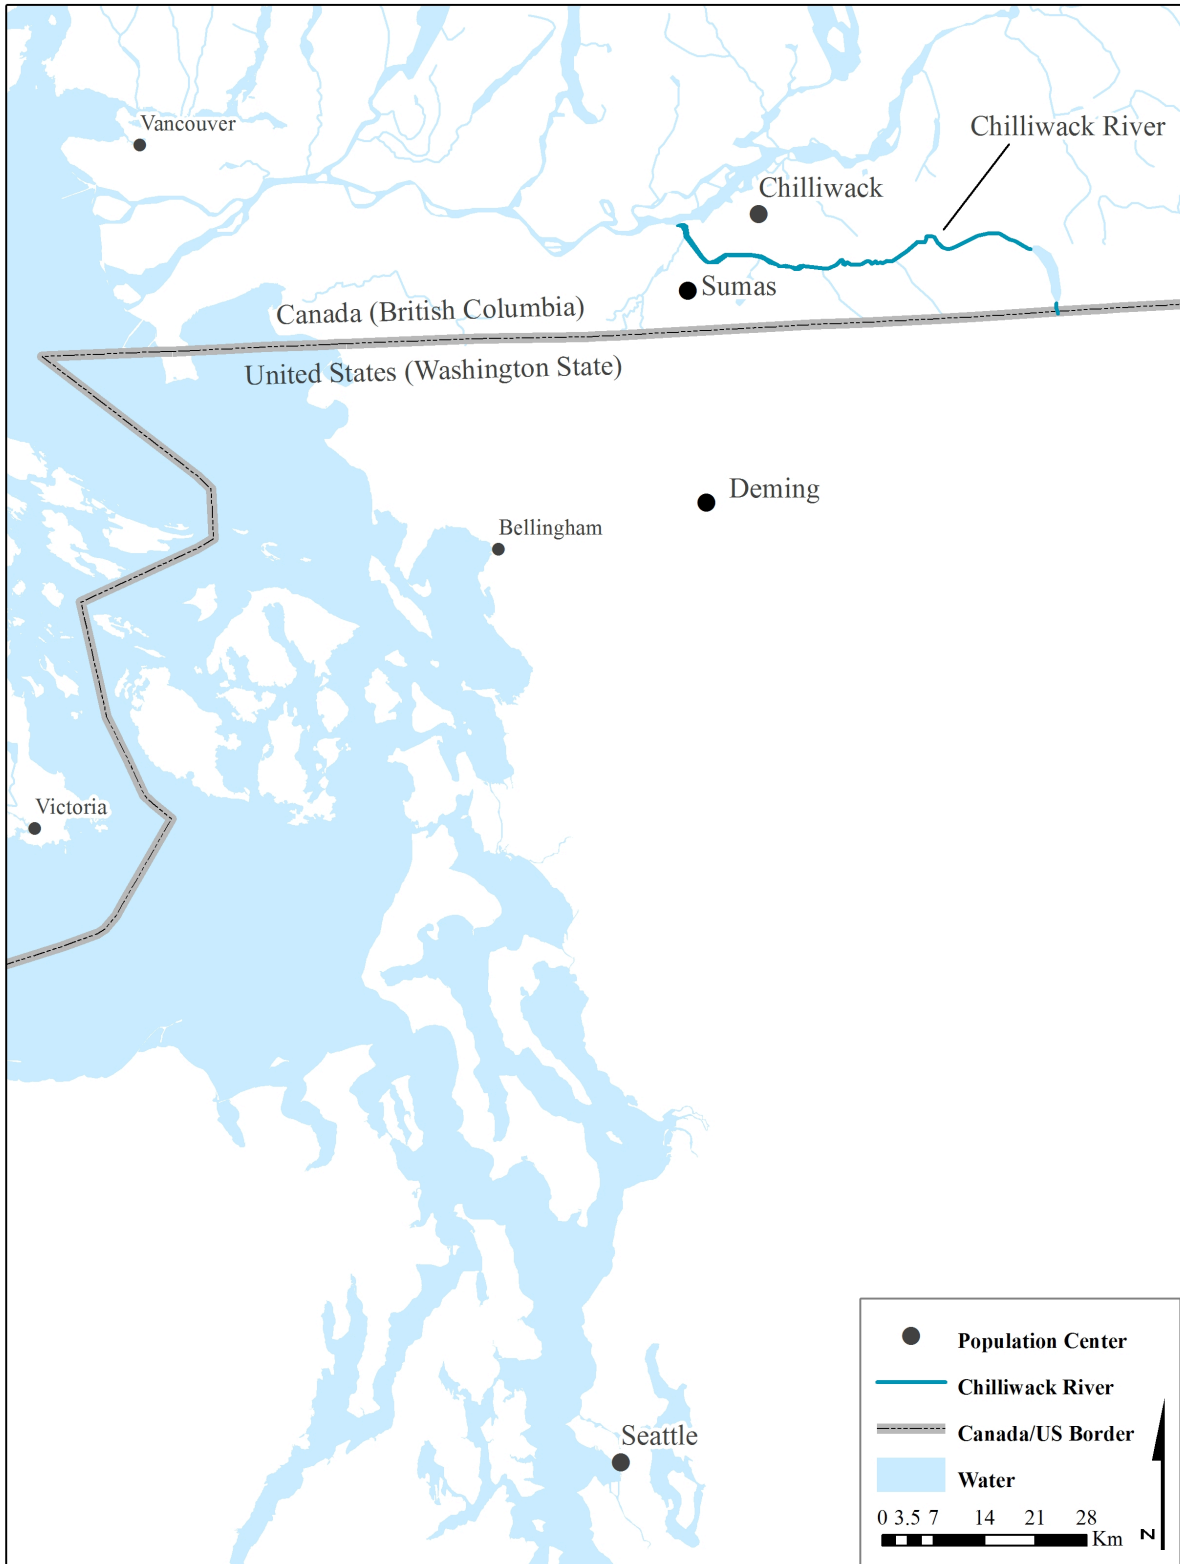 Vancouver
Chilliwack River
Chilliwack
Sumas
Canada (British Columbia)
United States (Washington State)
Deming
Bellingham
Victoria
Seattle
Population Center
Chilliwack River
Canada/US Border
Water
0 3.5 7 14 21 28
Km
N